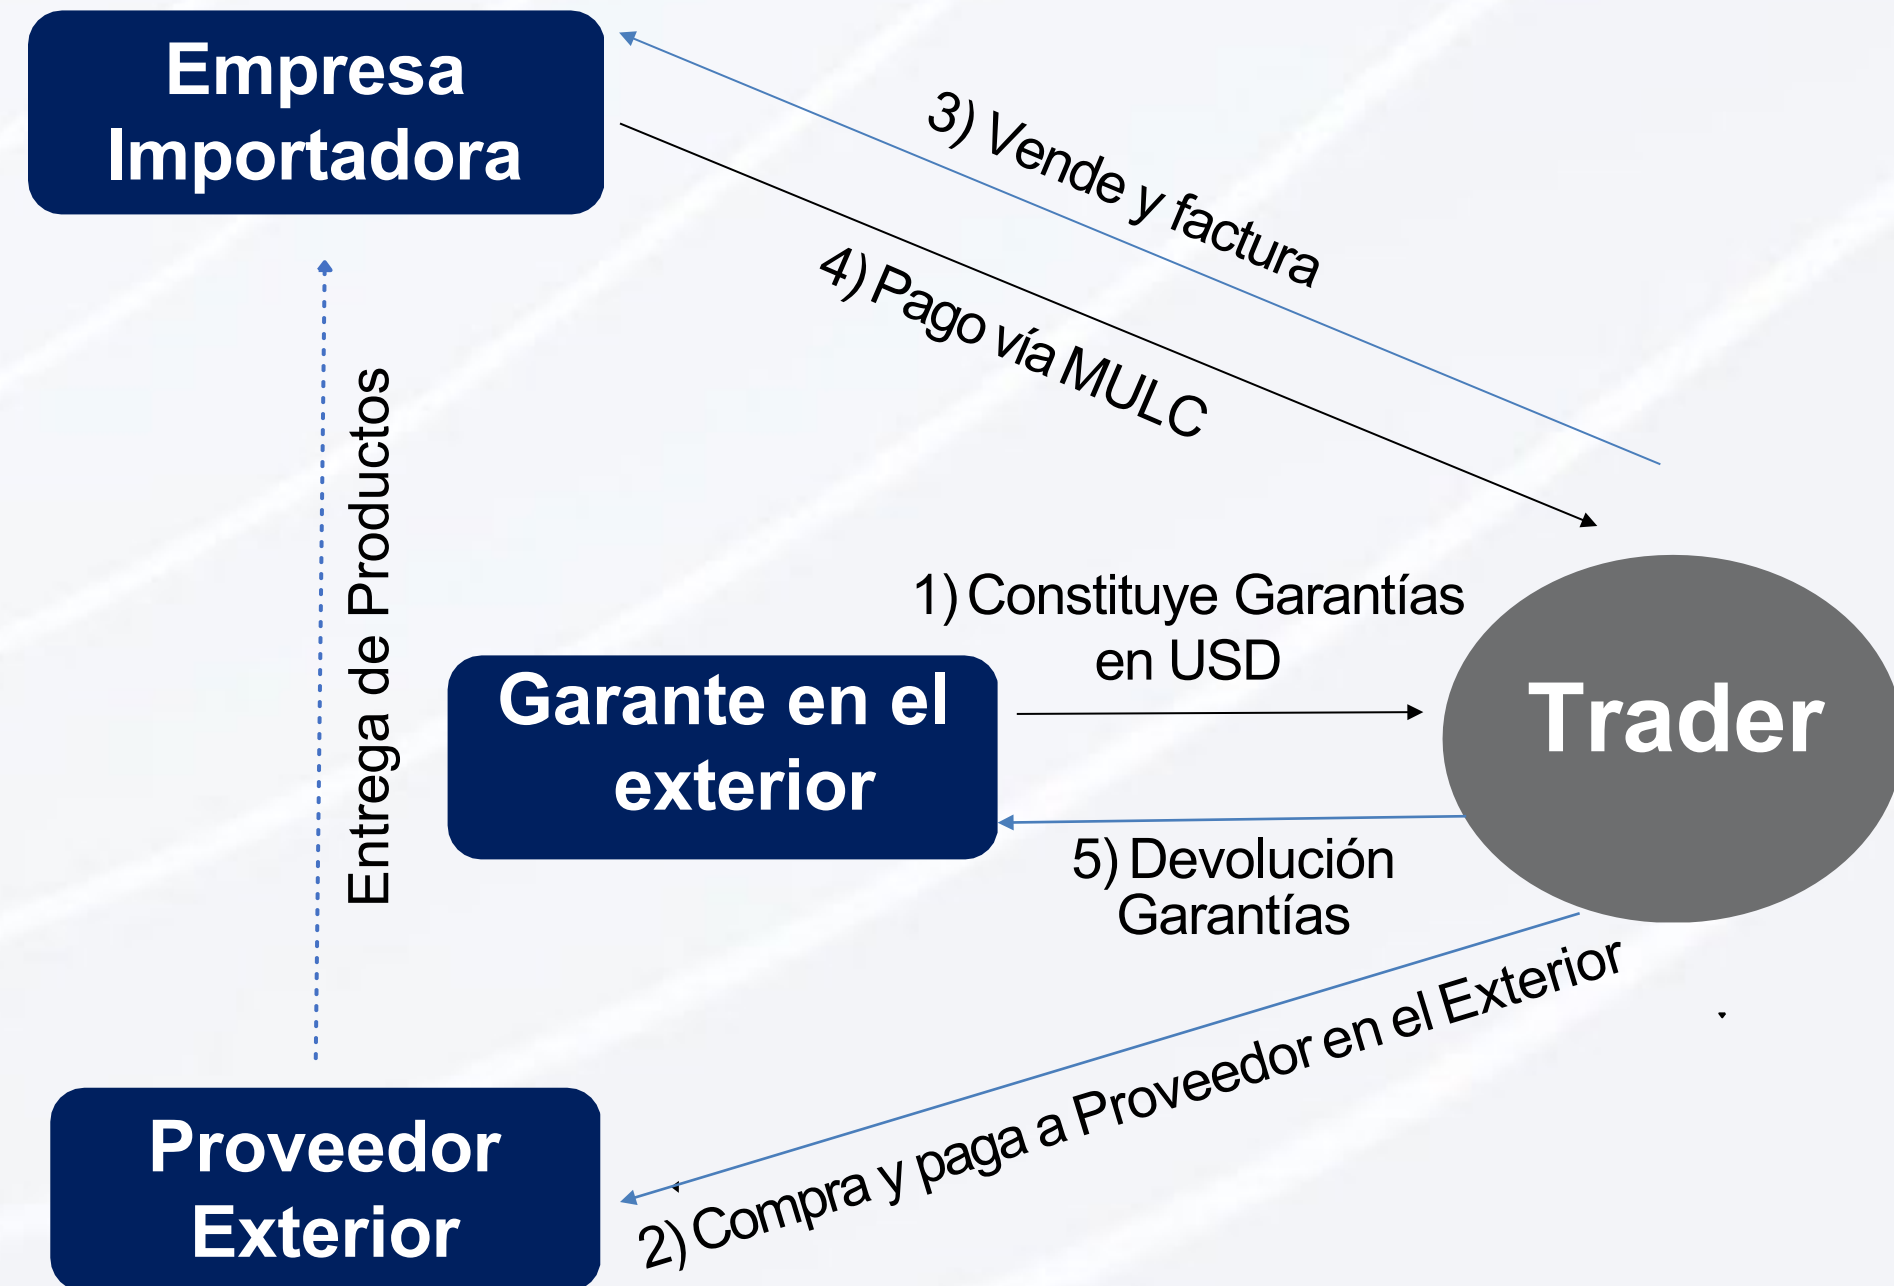 Empresa
Importadora
3) Vende y factura
4) Pago vía MULC
Entrega de Productos
1) Constituye Garantías
en USD
Garante en el
exterior
Trader
5) Devolución
Garantías
2) Compra y paga a Proveedor en el Exterior
Proveedor
Exterior